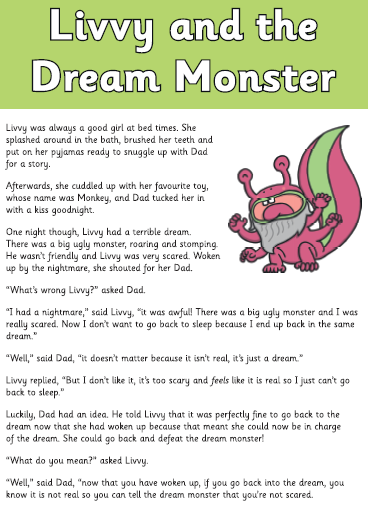 Livvy and the
Dream Monster
Livvy was always a good girl at bed times. She
splashed around in the bath, brushed her teeth and
put on her pyjamas ready to snuggle up with Dad
for a story.
Afterwards, she cuddled up with her favourite toy,
whose name was Monkey, and Dad tucked her in
with a kiss goodnight.
One night though, Livvy had a terrible dream.
There was a big ugly monster, roaring and stomping.
He wasn't friendly and Livvy was very scared. Woken
up by the nightmare, she shouted for her Dad.
"What's wrong Livvy?" asked Dad.
"I had a nightmare," said Livvy, "it was awful! There was a big ugly monster and I was
really scared. Now I don't want to go back to sleep because I end up back in the same
dream."
"Well," said Dad, "it doesn't matter because it isn't real, it's just a dream."
Livvy replied, "But I don't like it, it's too scary and feels like it is real so I just can't go
back to sleep."
Luckily, Dad had an idea. He told Livvy that it was perfectly fine to go back to the
dream now that she had woken up because that meant she could now be in charge
of the dream. She could go back and defeat the dream monster!
"What do you mean?" asked Livvy.
"Well," said Dad, "now that you have woken up, if you go back into the dream, you
know it is not real so you can tell the dream monster that you're not scared.